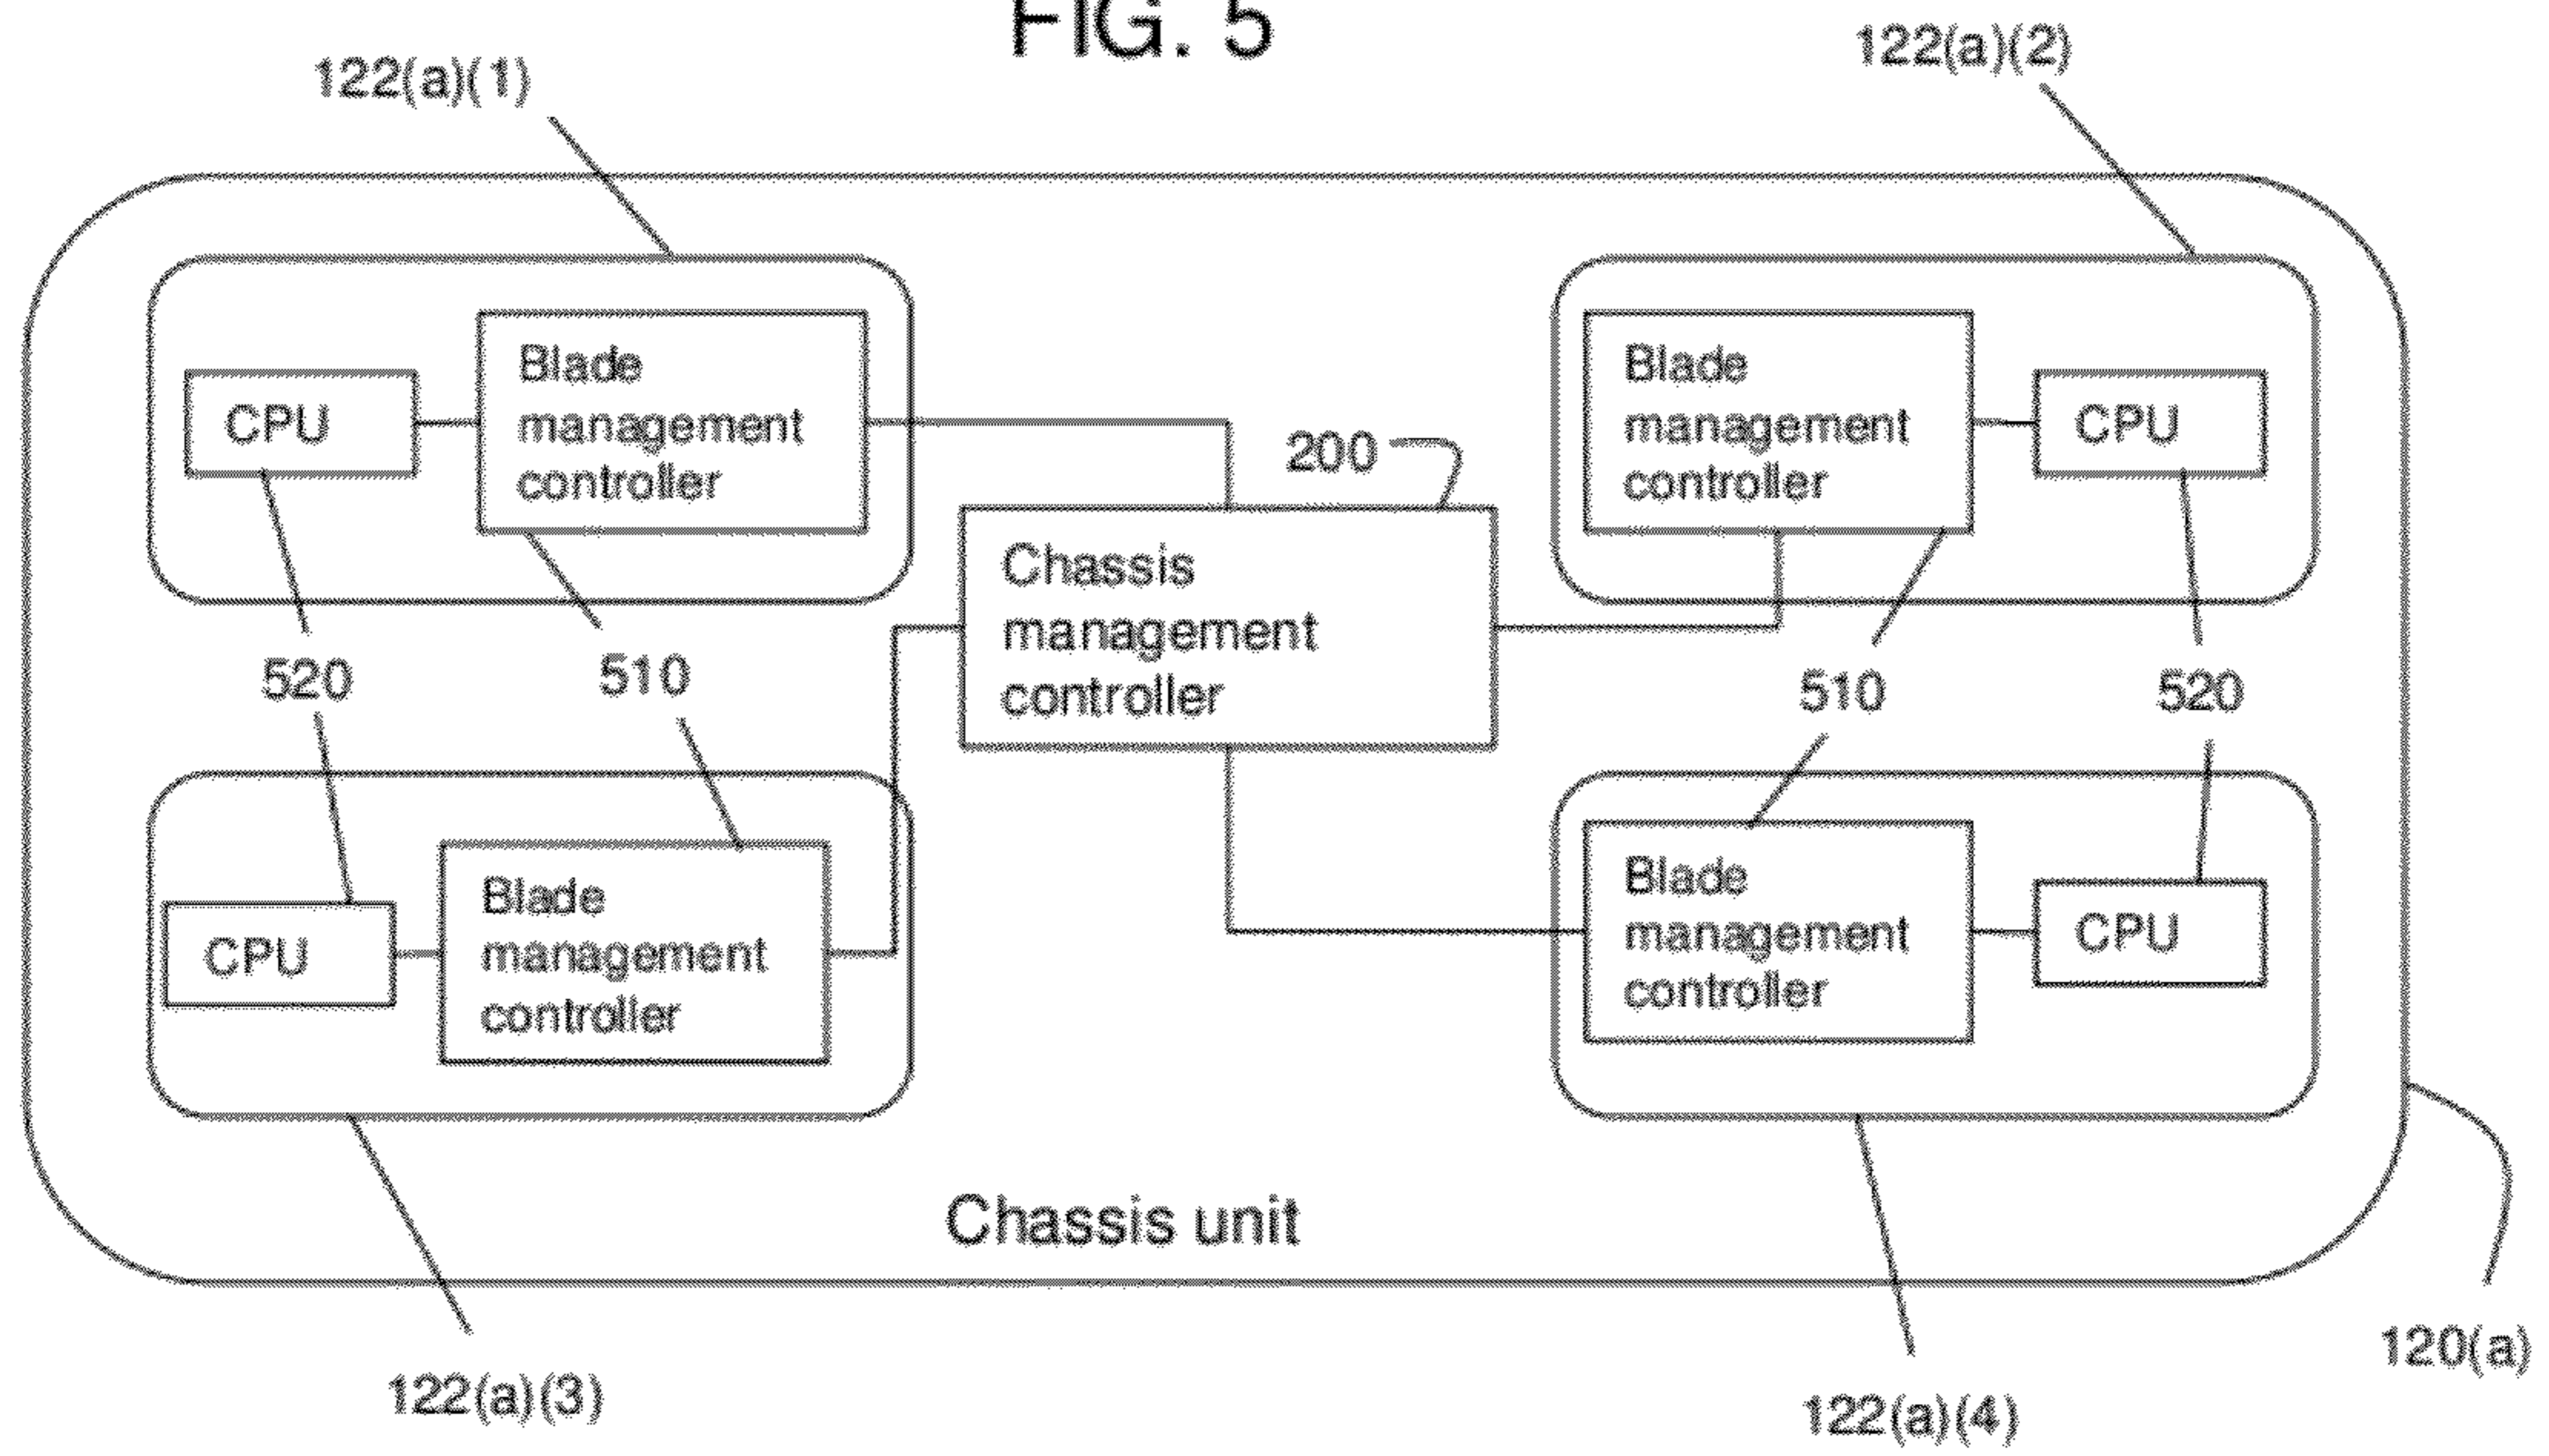 FIG. 5
122(a)(1)
122(a)(2)
Blade
management
controller
CPU
Blade
management
controller
CPU
200
Chassis
management
controller
520
510
510
520
Blade
management
controller
CPU
Blade
management
controller
CPU
Chassis unit
120(a)
122(a)(3)
122(a)(4)